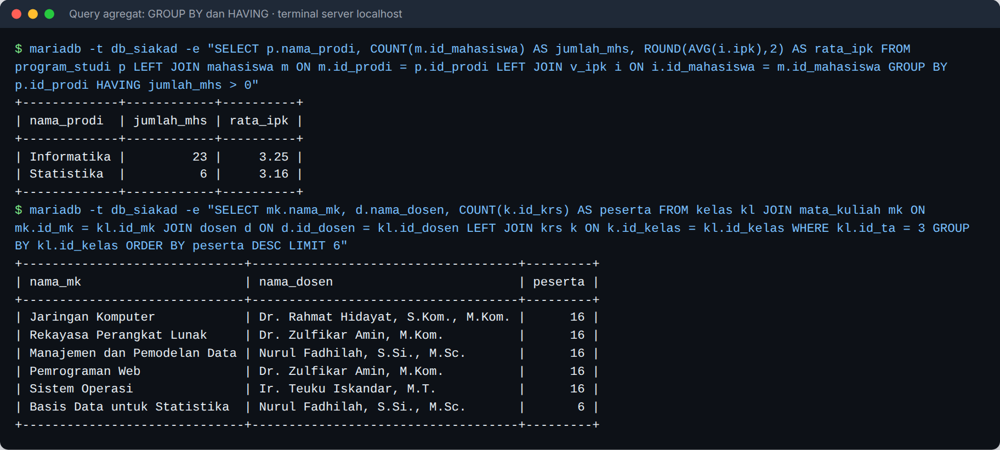 Query agregat: GROUP BY dan HAVING · terminal server localhost
$ mariadb -t db_siakad -e "SELECT p.nama_prodi, COUNT(m.id_mahasiswa) AS jumlah_mhs, ROUND(AVG(i.ipk),2) AS rata_ipk FROM
program_studi p LEFT JOIN mahasiswa m ON m.id_prodi = p.id_prodi LEFT JOIN v_ipk i ON i.id_mahasiswa = m.id_mahasiswa GROUP BY
p.id_prodi HAVING jumlah_mhs > 0"
+-------------+------------+----------+
| nama_prodi  | jumlah_mhs | rata_ipk |
+-------------+------------+----------+
| Informatika |         23 |     3.25 |
| Statistika  |          6 |     3.16 |
+-------------+------------+----------+
$ mariadb -t db_siakad -e "SELECT mk.nama_mk, d.nama_dosen, COUNT(k.id_krs) AS peserta FROM kelas kl JOIN mata_kuliah mk ON
mk.id_mk = kl.id_mk JOIN dosen d ON d.id_dosen = kl.id_dosen LEFT JOIN krs k ON k.id_kelas = kl.id_kelas WHERE kl.id_ta = 3 GROUP
BY kl.id_kelas ORDER BY peserta DESC LIMIT 6"
+------------------------------+------------------------------------+---------+
| nama_mk                      | nama_dosen                         | peserta |
+------------------------------+------------------------------------+---------+
| Jaringan Komputer            | Dr. Rahmat Hidayat, S.Kom., M.Kom. |      16 |
| Rekayasa Perangkat Lunak     | Dr. Zulfikar Amin, M.Kom.          |      16 |
| Manajemen dan Pemodelan Data | Nurul Fadhilah, S.Si., M.Sc.       |      16 |
| Pemrograman Web              | Dr. Zulfikar Amin, M.Kom.          |      16 |
| Sistem Operasi               | Ir. Teuku Iskandar, M.T.           |      16 |
| Basis Data untuk Statistika  | Nurul Fadhilah, S.Si., M.Sc.       |       6 |
+------------------------------+------------------------------------+---------+